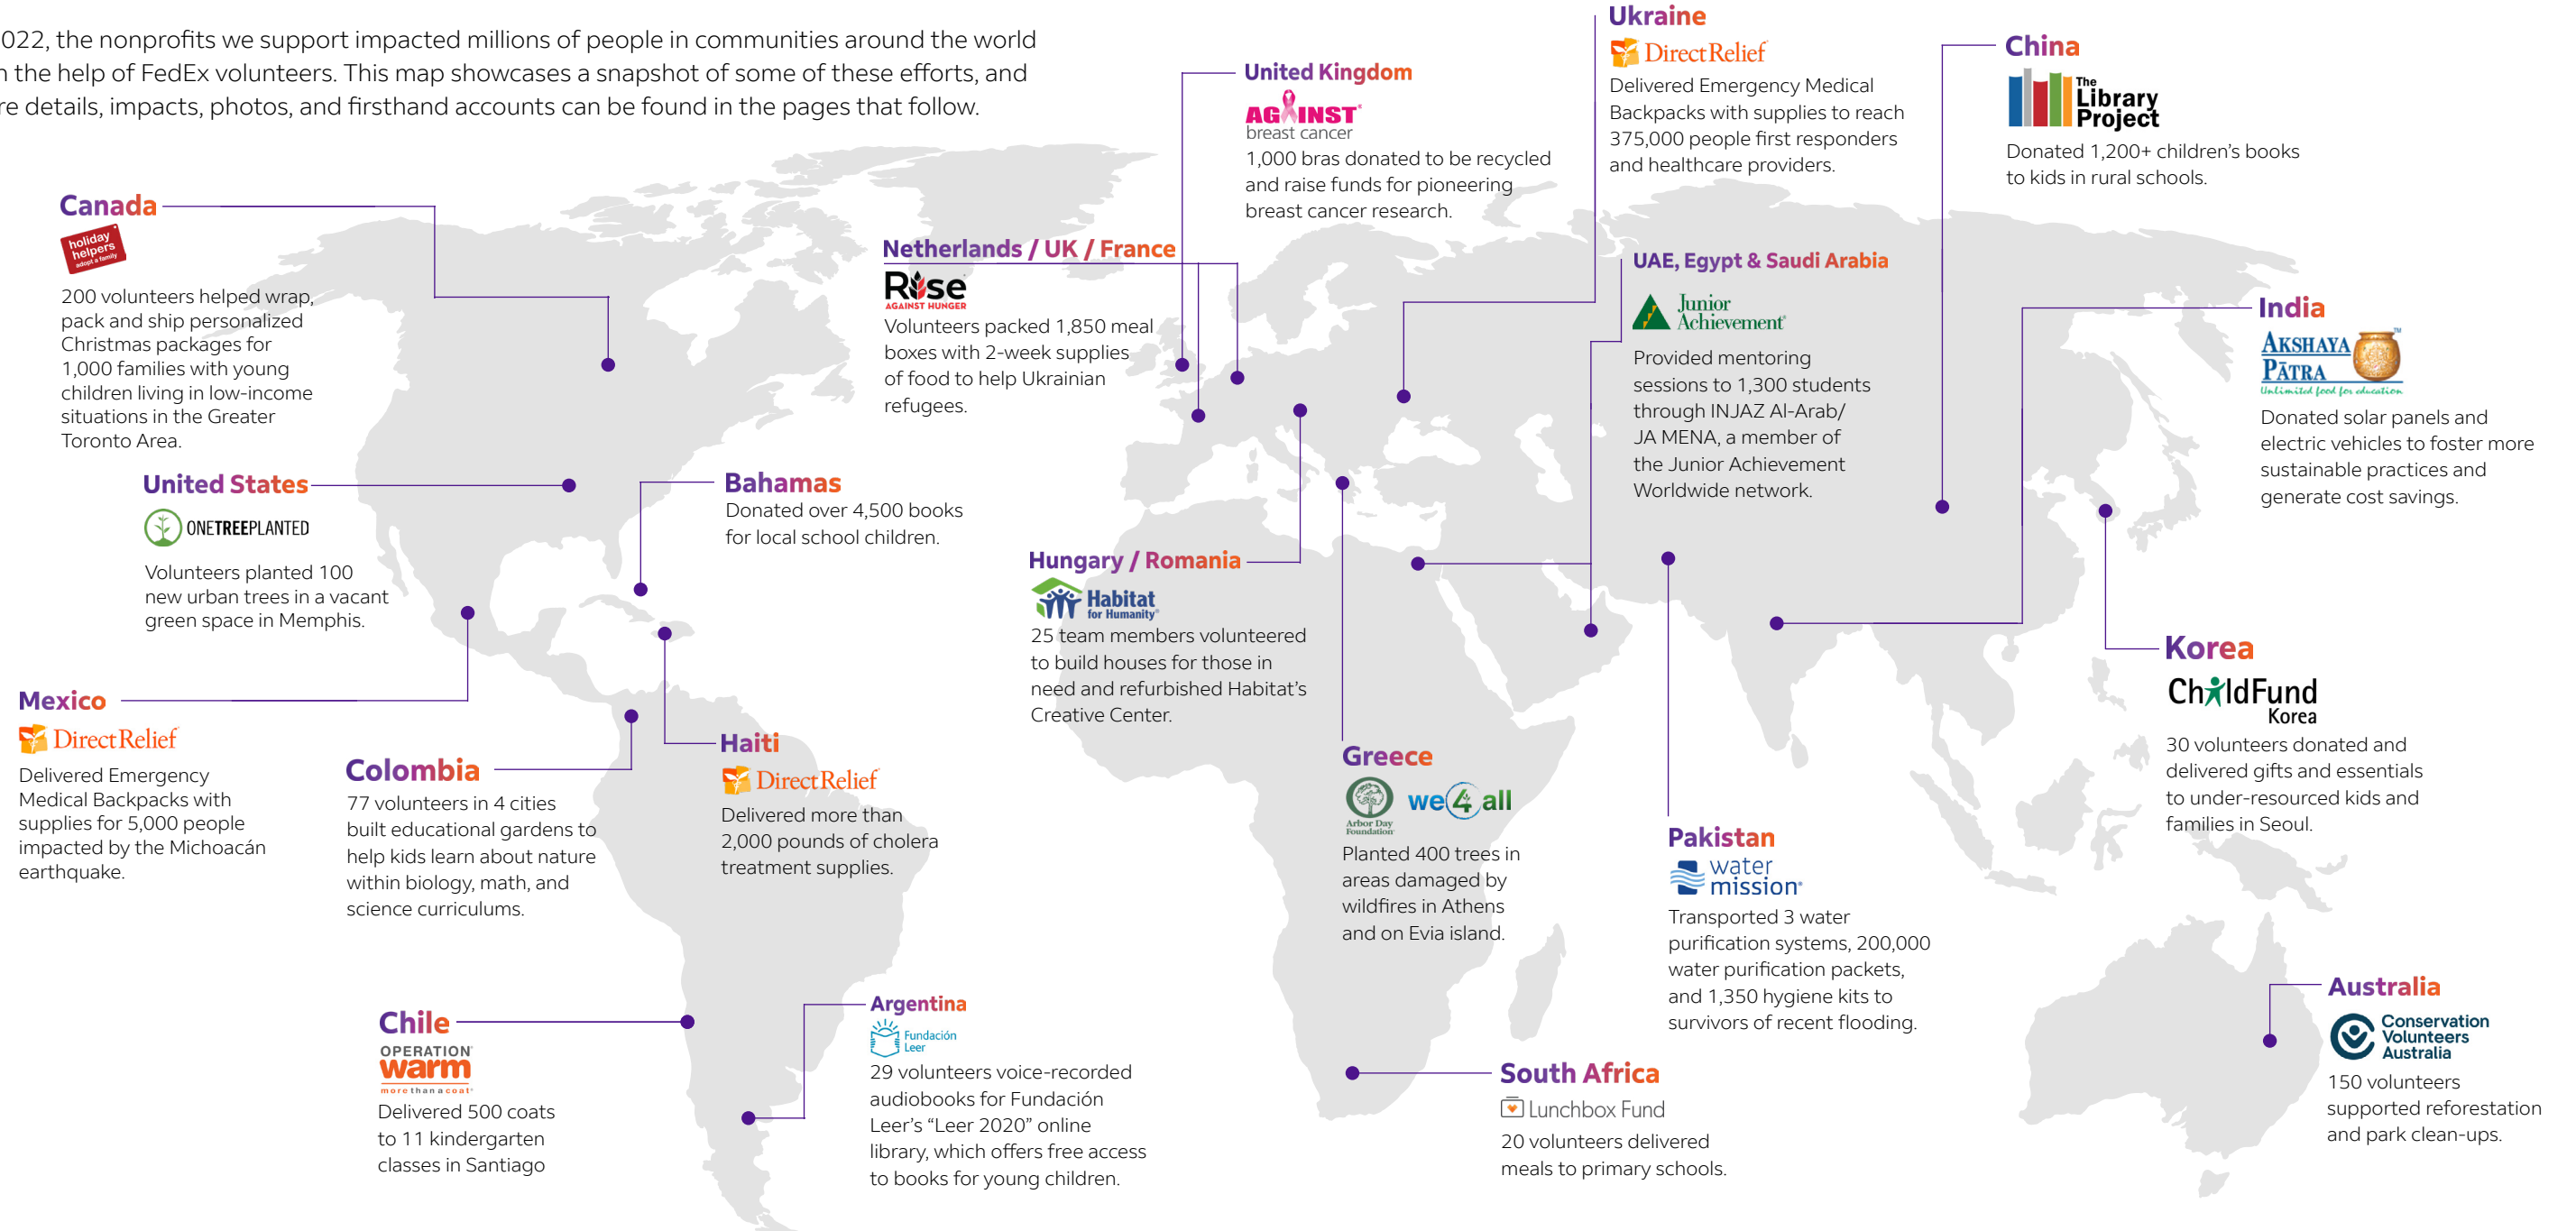 022, the nonprofits we support impacted millions of people in communities around the world
the help of FedEx volunteers. This map showcases a snapshot of some of these efforts, and
details, impacts, photos, and firsthand accounts can be found in the pages that follow.
Canada
holiday
helpers
adopt a family
200 volunteers helped wrap,
pack and ship personalized
Christmas packages for
1,000 families with young
children living in low-income
situations in the Greater
Toronto Area.
United States
ONETREEPLANTED
Volunteers planted 100
new urban trees in a vacant
green space in Memphis.
Mexico
DirectRelief
Delivered Emergency
Medical Backpacks with
supplies for 5,000 people
impacted by the Michoacán
earthquake.
Colombia
77 volunteers in 4 cities
built educational gardens to
help kids learn about nature
within biology, math, and
science curriculums.
Chile
OPERATION
warm
more than a coat
Delivered 500 coats
to 11 kindergarten
classes in Santiago
Bahamas
Donated over 4,500 books
for local school children.
Haiti
DirectRelief
Delivered more than
2,000 pounds of cholera
treatment supplies.
Argentina
Fundación
Leer
29 volunteers voice-recorded
audiobooks for Fundación
Leer’s “Leer 2020” online
library, which offers free access
to books for young children.
Netherlands / UK / France
Rise
AGAINST HUNGER
Volunteers packed 1,850 meal
boxes with 2-week supplies
of food to help Ukrainian
refugees.
United Kingdom
AGAINST
breast cancer
1,000 bras donated to be recycled
and raise funds for pioneering
breast cancer research.
Hungary / Romania
Habitat
for Humanity®
25 team members volunteered
to build houses for those in
need and refurbished Habitat’s
Creative Center.
Greece
Arbor Day
Foundation
we4all
Planted 400 trees in
areas damaged by
wildfires in Athens
and on Evia island.
Ukraine
DirectRelief
Delivered Emergency Medical
Backpacks with supplies to reach
375,000 people first responders
and healthcare providers.
UAE, Egypt & Saudi Arabia
Junior
Achievement®
Provided mentoring
sessions to 1,300 students
through INJAZ Al-Arab/
JA MENA, a member of
the Junior Achievement
Worldwide network.
Pakistan
water
mission®
Transported 3 water
purification systems, 200,000
water purification packets,
and 1,350 hygiene kits to
survivors of recent flooding.
South Africa
Lunchbox Fund
20 volunteers delivered
meals to primary schools.
China
The
Library
Project
Donated 1,200+ children’s books
to kids in rural schools.
India
AKSHAYA
PĀTRA
TM
Unlimited food for education
Donated solar panels and
electric vehicles to foster more
sustainable practices and
generate cost savings.
Korea
ChildFund
Korea
30 volunteers donated and
delivered gifts and essentials
to under-resourced kids and
families in Seoul.
Australia
Conservation
Volunteers
Australia
150 volunteers
supported reforestation
and park clean-ups.